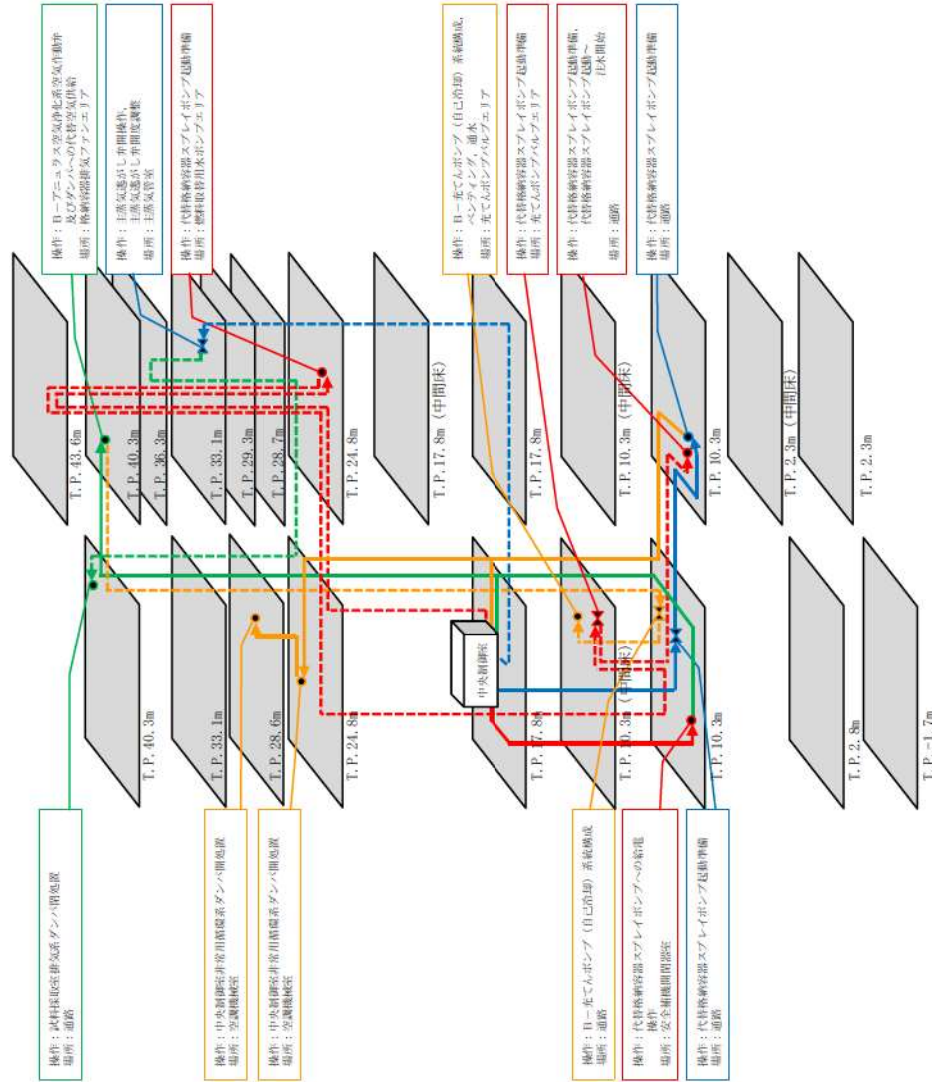 操作：B－アニュラス空気浄化系空気作動弁
及びダンパへの代替空気供給
場所：格納容器排気ファンエリア
操作：主蒸気逃がし弁開操作,
主蒸気逃がし弁開度調整
場所：主蒸気管室
操作：代替格納容器スプレイポンプ起動準備
場所：燃料取替用水ポンプエリア
操作：B－充てんポンプ（自己冷却）系統構成,
ベンティング, 通水
場所：充てんポンプバルブエリア
操作：代替格納容器スプレイポンプ起動準備
場所：充てんポンプバルブエリア
操作：代替格納容器スプレイポンプ起動準備,
代替格納容器スプレイポンプ起動～
注水開始
場所：通路
操作：代替格納容器スプレイポンプ起動準備
場所：通路
T.P.43.6m
T.P.40.3m
T.P.36.3m
T.P.33.1m
T.P.29.3m
T.P.28.7m
T.P.24.8m
T.P.17.8m（中間床）
T.P.17.8m
T.P.10.3m（中間床）
T.P.10.3m
T.P.2.3m（中間床）
T.P.2.3m
中央制御室
T.P.40.3m
T.P.33.1m
T.P.28.6m
T.P.24.8m
T.P.17.8m
T.P.10.3m（中間床）
T.P.10.3m
T.P.2.8m
T.P.-1.7m
操作：試料採取室排気系ダンパ閉処置
場所：通路
操作：中央制御室非常用循環系ダンパ開処置
場所：空調機械室
操作：中央制御室非常用循環系ダンパ開処置
場所：空調機械室
操作：B－充てんポンプ（自己冷却）系統構成
場所：通路
操作：代替格納容器スプレイポンプへの給電
操作
場所：安全補機開閉器室
操作：代替格納容器スプレイポンプ起動準備
場所：通路